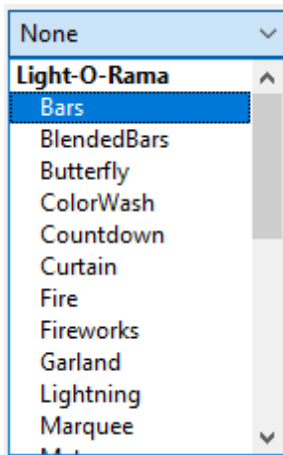 None
Light-O-Rama
Bars
BlendedBars
Butterfly
ColorWash
Countdown
Curtain
Fire
Fireworks
Garland
Lightning
Marquee